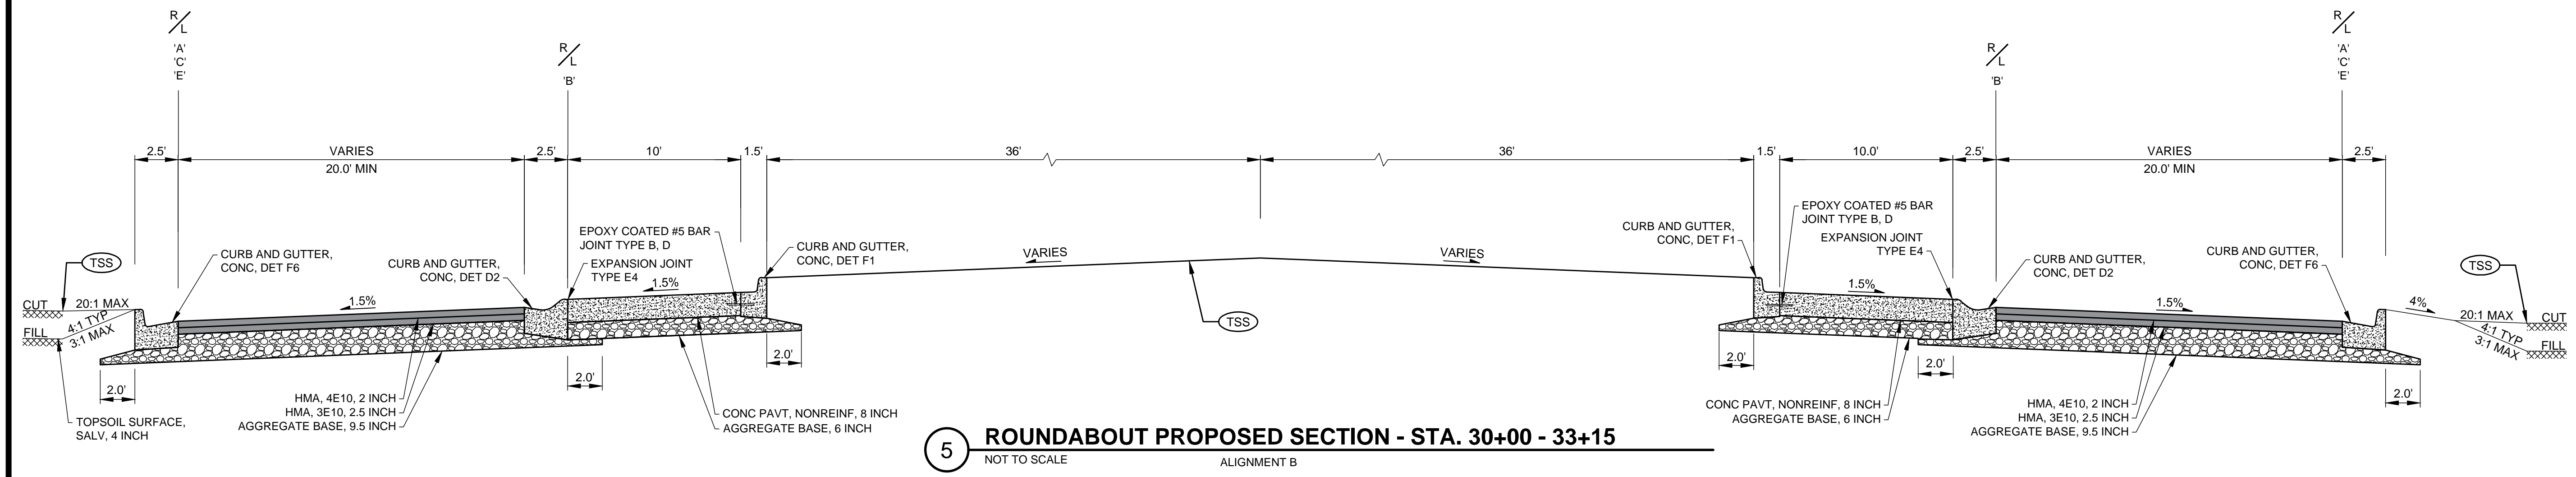 R/L
'A'
'C'
'E'
R/L
'B'
R/L
'B'
R/L
'A'
'C'
'E'
2.5'
VARIES
20.0' MIN
2.5'
10'
1.5'
36'
36'
1.5'
10.0'
2.5'
VARIES
20.0' MIN
2.5'
TSS
CUT
20:1 MAX
FILL
4:1 TYP
3:1 MAX
CURB AND GUTTER,
CONC, DET F6
1.5%
CURB AND GUTTER,
CONC, DET D2
EPOXY COATED #5 BAR
JOINT TYPE B, D
EXPANSION JOINT
TYPE E4
1.5%
CURB AND GUTTER,
CONC, DET F1
VARIES
TSS
VARIES
CURB AND GUTTER,
CONC, DET F1
EPOXY COATED #5 BAR
JOINT TYPE B, D
EXPANSION JOINT
TYPE E4
1.5%
CURB AND GUTTER,
CONC, DET D2
1.5%
CURB AND GUTTER,
CONC, DET F6
TSS
4%
20:1 MAX
CUT
4:1 TYP
3:1 MAX
FILL
2.0'
TOPSOIL SURFACE,
SALV, 4 INCH
HMA, 4E10, 2 INCH
HMA, 3E10, 2.5 INCH
AGGREGATE BASE, 9.5 INCH
2.0'
2.0'
CONC PAVT, NONREINF, 8 INCH
AGGREGATE BASE, 6 INCH
2.0'
2.0'
CONC PAVT, NONREINF, 8 INCH
AGGREGATE BASE, 6 INCH
HMA, 4E10, 2 INCH
HMA, 3E10, 2.5 INCH
AGGREGATE BASE, 9.5 INCH
2.0'
5
ROUNDABOUT PROPOSED SECTION - STA. 30+00 - 33+15
NOT TO SCALE
ALIGNMENT B